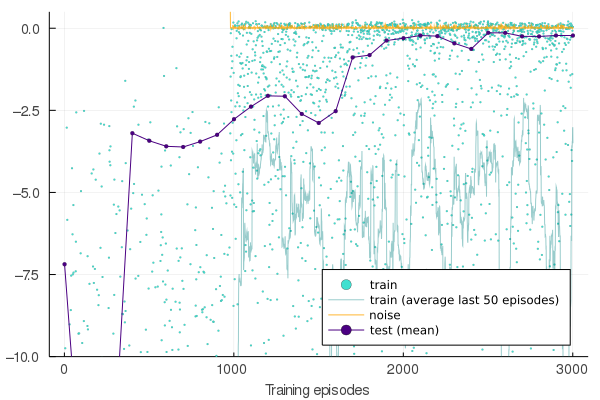 0.0
−2.5
−5.0
−7.5
−10.0
train
train (average last 50 episodes)
noise
test (mean)
0
1000
2000
3000
Training episodes